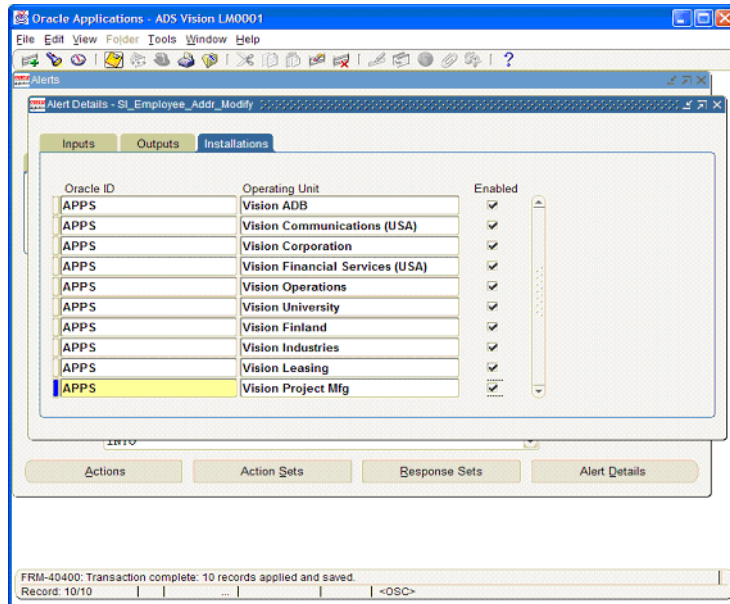 Oracle Applications - ADS Vision LM0001
File Edit View Folder Tools Window Help
Alerts
Alert Details - SI_Employee_Addr_Modify
Inputs Outputs Installations
Oracle ID Operating Unit Enabled
APPS Vision ADB
APPS Vision Communications (USA)
APPS Vision Corporation
APPS Vision Financial Services (USA)
APPS Vision Operations
APPS Vision University
APPS Vision Finland
APPS Vision Industries
APPS Vision Leasing
APPS Vision Project Mfg
INTO
Actions Action Sets Response Sets Alert Details
FRM-40400: Transaction complete: 10 records applied and saved.
Record: 10/10 ... <OSC>